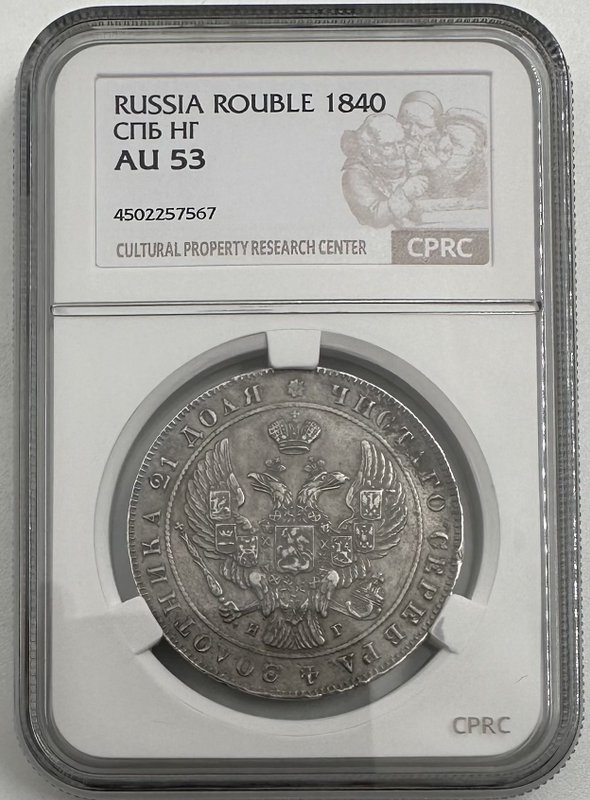 RUSSIA ROUBLE 1840
СПБ НГ
AU 53
4502257567
CULTURAL PROPERTY RESEARCH CENTER
CPRC
ЧИСТАГО СЕРЕБРА 4 ЗОЛОТНИКА 21 ДОЛЯ
Н Г
CPRC